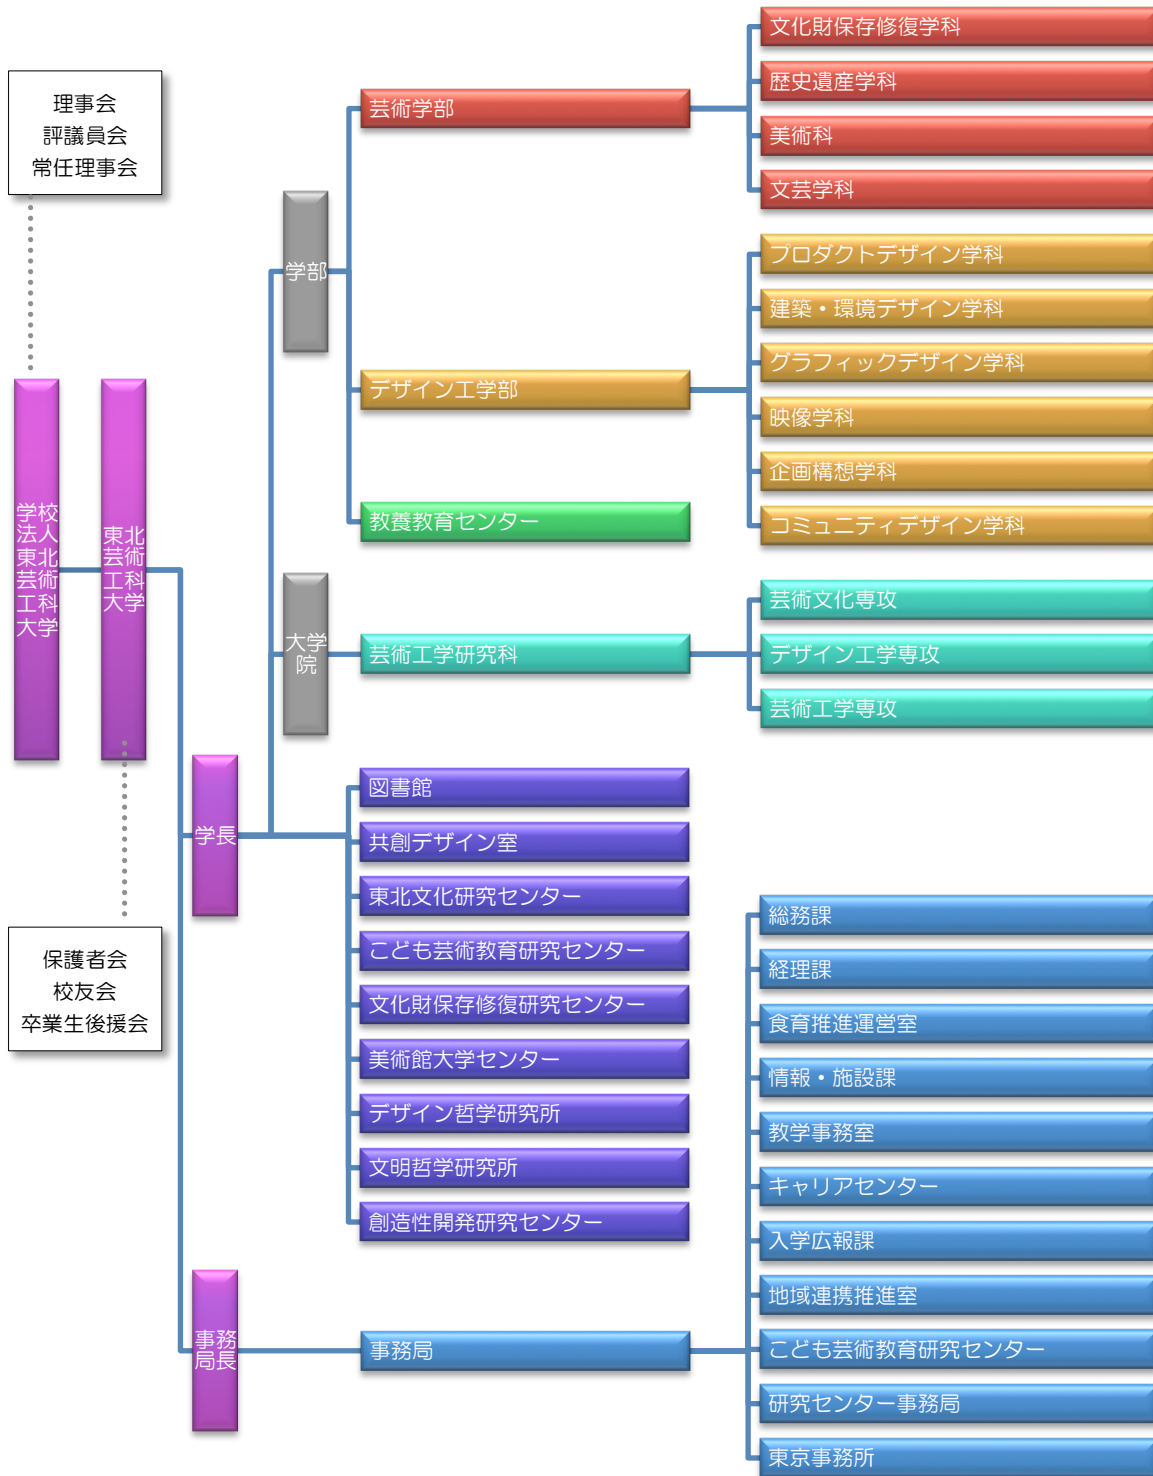 理事会
評議員会
常任理事会
学校
法人
東北
芸術
工科
大学
東北
芸術
工科
大学
保護者会
校友会
卒業生後援会
学長
事務
局長
学部
大学
院
芸術学部
文化財保存修復学科
歴史遺産学科
美術科
文芸学科
デザイン工学部
プロダクトデザイン学科
建築・環境デザイン学科
グラフィックデザイン学科
映像学科
企画構想学科
コミュニティデザイン学科
教養教育センター
芸術工学研究科
芸術文化専攻
デザイン工学専攻
芸術工学専攻
図書館
共創デザイン室
東北文化研究センター
こども芸術教育研究センター
文化財保存修復研究センター
美術館大学センター
デザイン哲学研究所
文明哲学研究所
創造性開発研究センター
事務局
総務課
経理課
食育推進運営室
情報・施設課
教学事務室
キャリアセンター
入学広報課
地域連携推進室
こども芸術教育研究センター
研究センター事務局
東京事務所